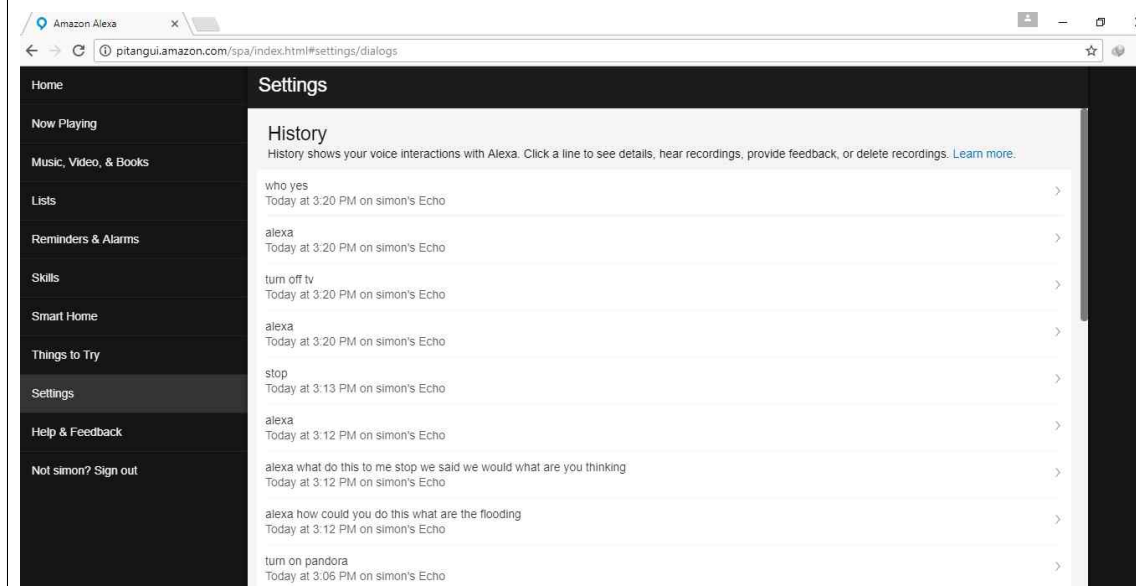 Amazon Alexa
pitangui.amazon.com/spa/index.html#settings/dialogs
Home
Now Playing
Music, Video, & Books
Lists
Reminders & Alarms
Skills
Smart Home
Things to Try
Settings
Help & Feedback
Not simon? Sign out
Settings
History
History shows your voice interactions with Alexa. Click a line to see details, hear recordings, provide feedback, or delete recordings. Learn more.
who yes
Today at 3:20 PM on simon's Echo
alexa
Today at 3:20 PM on simon's Echo
turn off tv
Today at 3:20 PM on simon's Echo
alexa
Today at 3:20 PM on simon's Echo
stop
Today at 3:13 PM on simon's Echo
alexa
Today at 3:12 PM on simon's Echo
alexa what do this to me stop we said we would what are you thinking
Today at 3:12 PM on simon's Echo
alexa how could you do this what are the flooding
Today at 3:12 PM on simon's Echo
turn on pandora
Today at 3:06 PM on simon's Echo